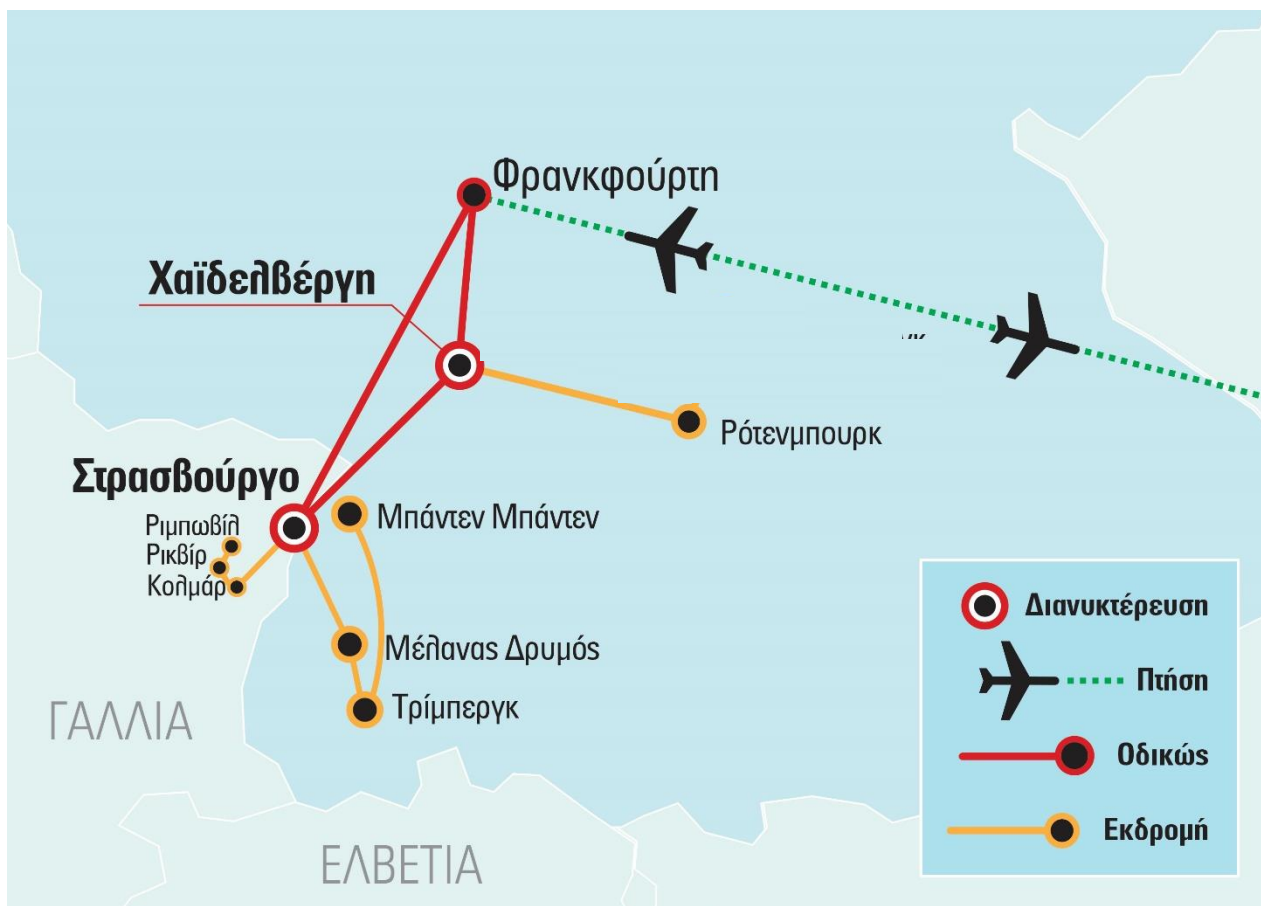 Φρανκφούρτη
Χαϊδελβέργη
Ρότενμπουρκ
Στρασβούργο
Μπάντεν Μπάντεν
Ριμπωβίλ
Ρικβίρ
Κολμάρ
Μέλανας Δρυμός
Τρίμπεργκ
ΓΑΛΛΙΑ
ΕΛΒΕΤΙΑ
Διανυκτέρευση
Πτήση
Οδικώς
Εκδρομή